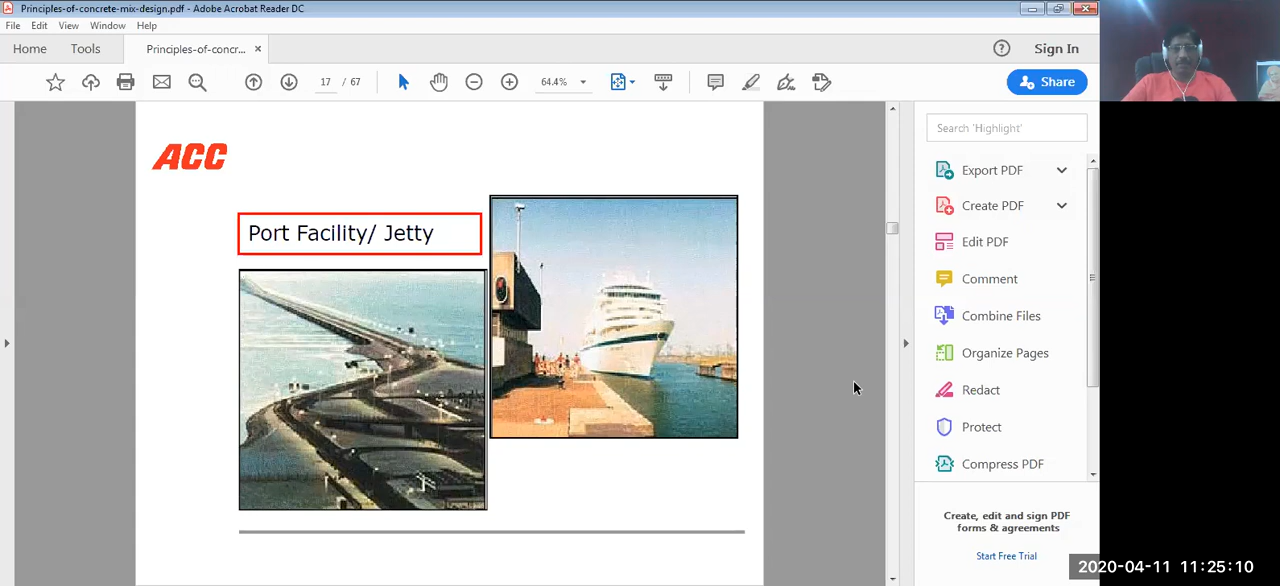 Principles-of-concrete-mix-design.pdf - Adobe Acrobat Reader DC
File Edit View Window Help
Home Tools Principles-of-concr... × Sign In
17 / 67 64.4% Share
ACC
Port Facility/ Jetty
Search 'Highlight'
Export PDF
Create PDF
Edit PDF
Comment
Combine Files
Organize Pages
Redact
Protect
Compress PDF
Create, edit and sign PDF
forms & agreements
Start Free Trial
2020-04-11 11:25:10